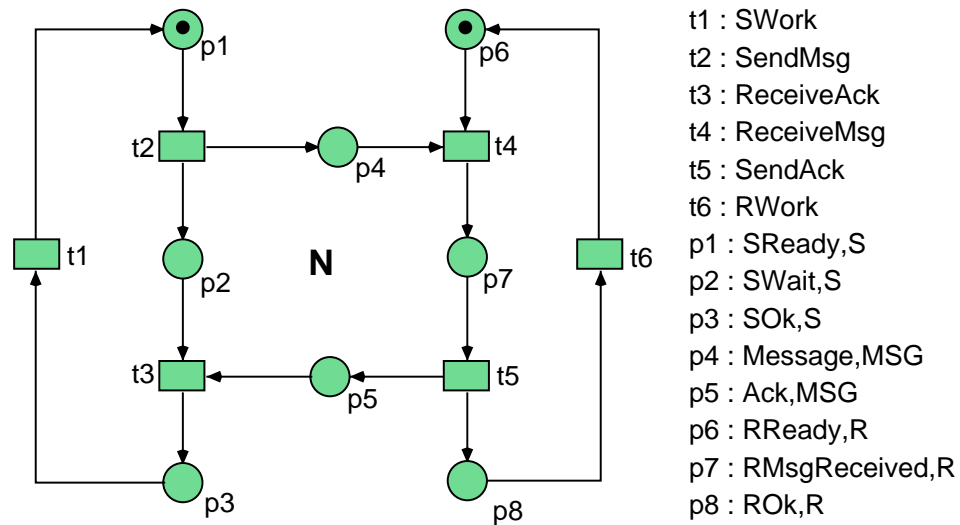 p1
p6
t2
p4
t4
t1
p2
N
p7
t6
t3
p5
t5
p3
p8
t1 : SWork
t2 : SendMsg
t3 : ReceiveAck
t4 : ReceiveMsg
t5 : SendAck
t6 : RWork
p1 : SReady,S
p2 : SWait,S
p3 : SOk,S
p4 : Message,MSG
p5 : Ack,MSG
p6 : RReady,R
p7 : RMsgReceived,R
p8 : ROk,R